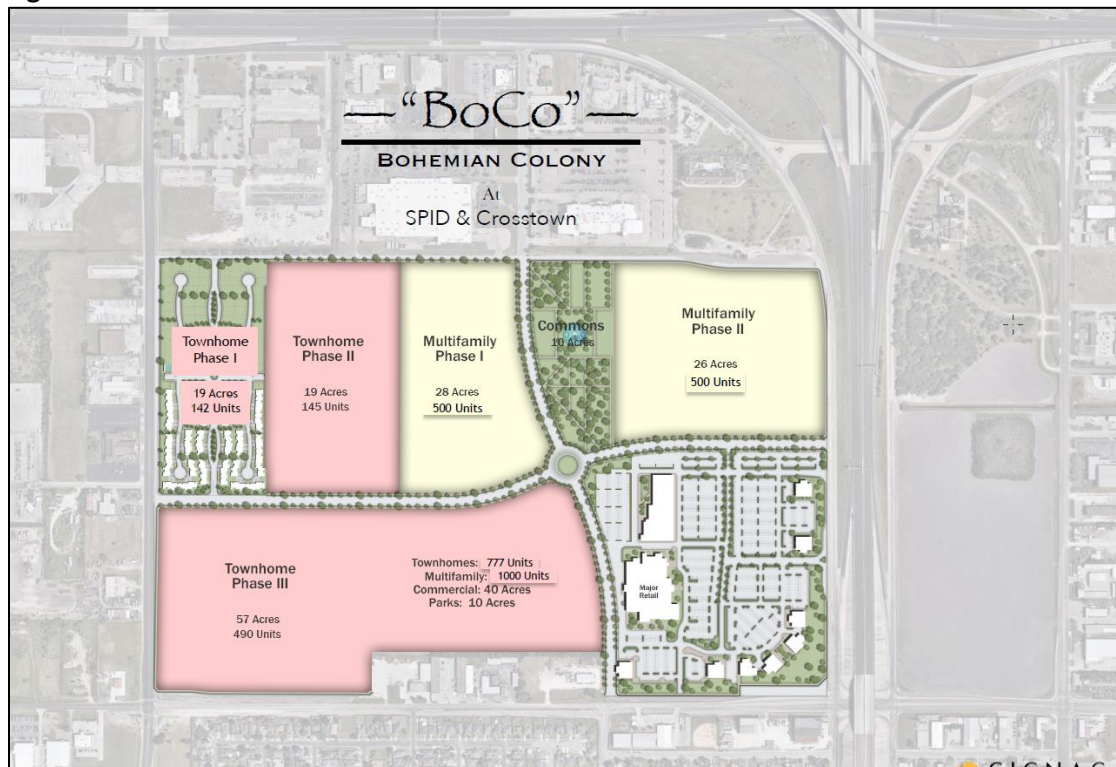 "BoCo"
BOHEMIAN COLONY
At
SPID & Crosstown
Townhome
Phase I
19 Acres
142 Units
Townhome
Phase II
19 Acres
145 Units
Multifamily
Phase I
28 Acres
500 Units
Commons
10 Acres
Multifamily
Phase II
26 Acres
500 Units
Townhome
Phase III
57 Acres
490 Units
Townhomes: 777 Units
Multifamily: 1000 Units
Commercial: 40 Acres
Parks: 10 Acres
Major
Retail